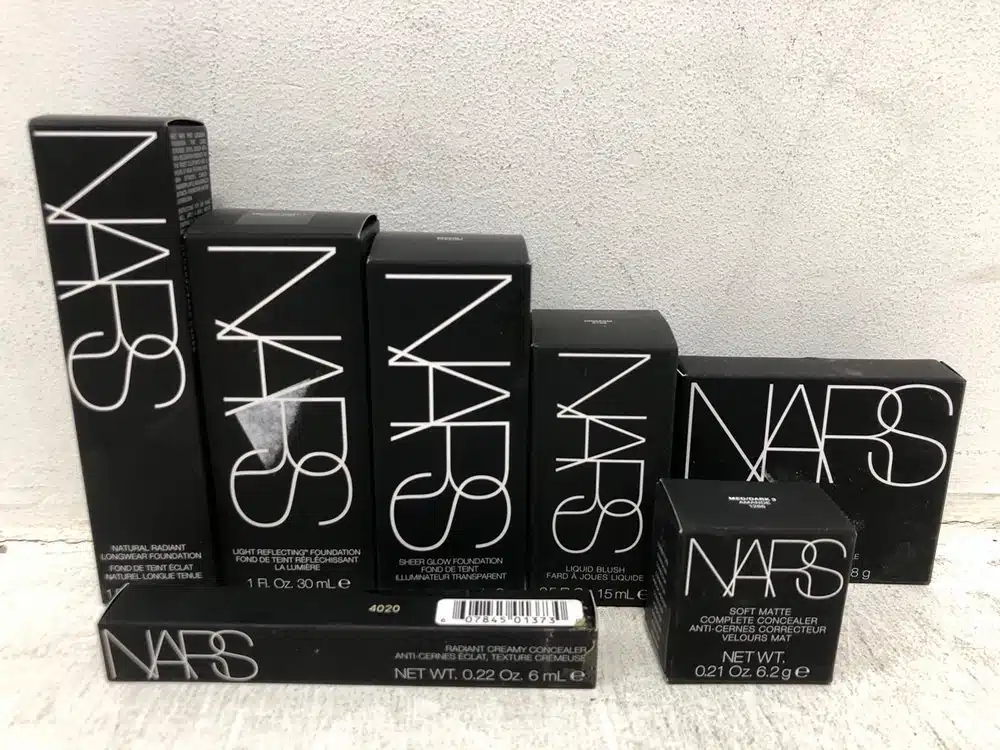 NARS
NATURAL RADIANT
LONGWEAR FOUNDATION
FOND DE TEINT ÉCLAT
NATUREL LONGUE TENUE
NARS
LIGHT REFLECTING™ FOUNDATION
FOND DE TEINT RÉFLÉCHISSANT
LA LUMIÈRE
1 Fl. Oz. 30 mL e
NARS
SHEER GLOW FOUNDATION
FOND DE TEINT
ILLUMINATEUR TRANSPARENT
NARS
LIQUID BLUSH
FARD À JOUES LIQUIDE
15 mL e
NARS
8 g
MED/DARK 3
AMANDE
1286
NARS
SOFT MATTE
COMPLETE CONCEALER
ANTI-CERNES CORRECTEUR
VELOURS MAT
NET WT.
0.21 Oz. 6.2 g e
4020
07845 01373
NARS
RADIANT CREAMY CONCEALER
ANTI-CERNES ÉCLAT, TEXTURE CRÉMEUSE
NET WT. 0.22 Oz. 6 mL e